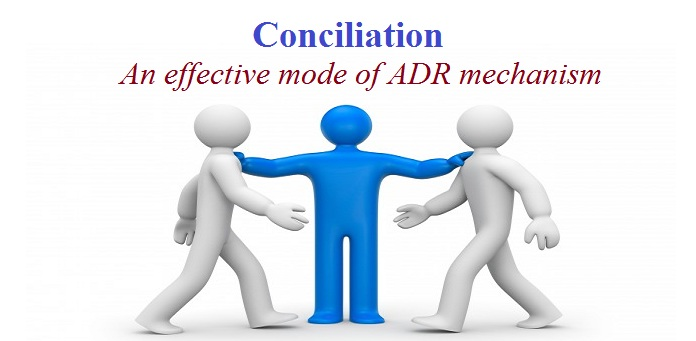 Conciliation
An effective mode of ADR mechanism